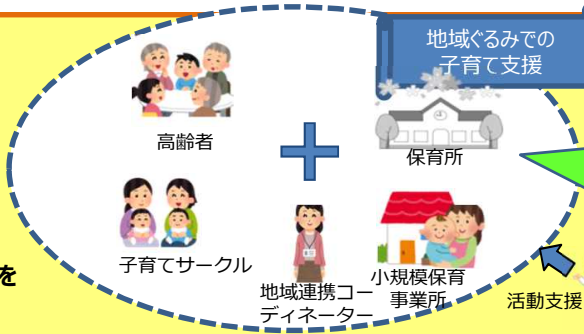 地域ぐるみでの
子育て支援
高齢者
保育所
子育てサークル
地域連携コー
ディネーター
小規模保育
事業所
活動支援
を